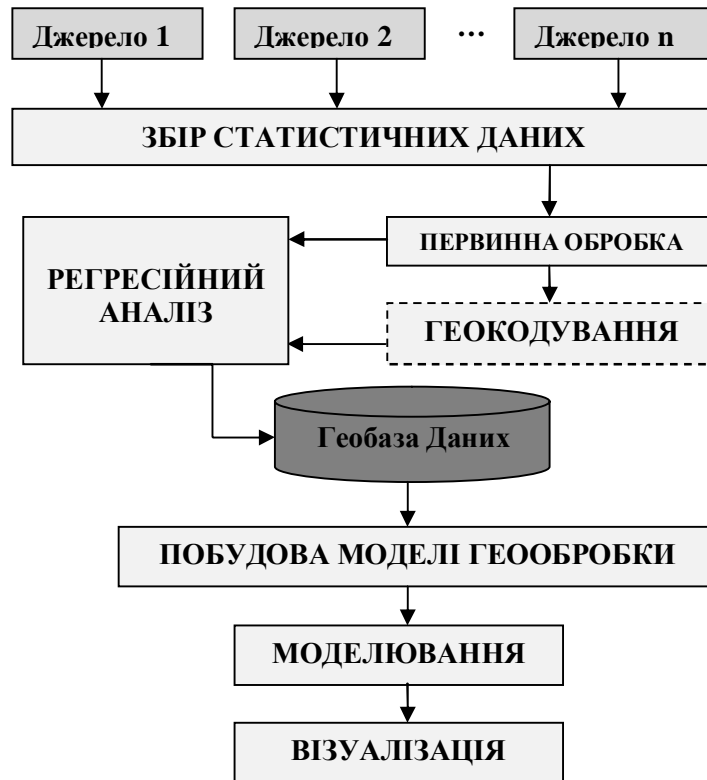 Джерело 1
Джерело 2
...
Джерело n
ЗБІР СТАТИСТИЧНИХ ДАНИХ
ПЕРВИННА ОБРОБКА
РЕГРЕСІЙНИЙ
АНАЛІЗ
ГЕОКОДУВАННЯ
Геобаза Даних
ПОБУДОВА МОДЕЛІ ГЕООБРОБКИ
МОДЕЛЮВАННЯ
ВІЗУАЛІЗАЦІЯ